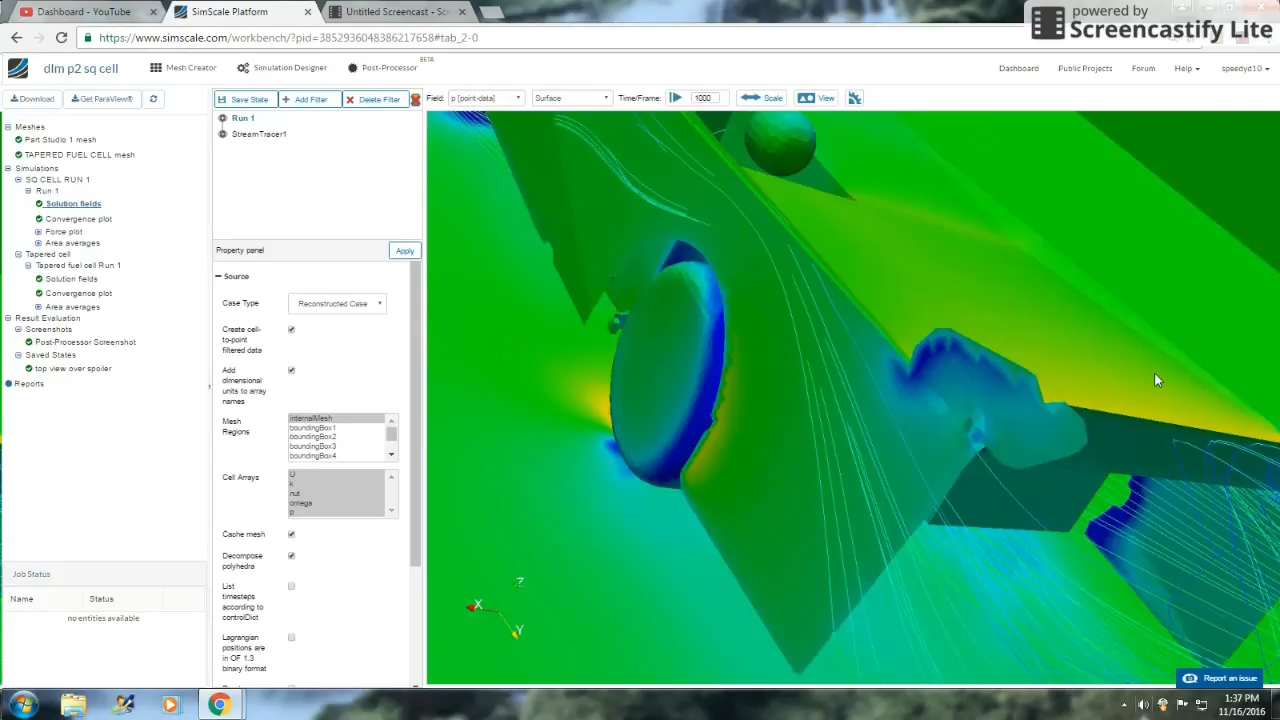 Dashboard - YouTube
SimScale Platform
Untitled Screencast - Scr
powered by
Screencastify Lite
https://www.simscale.com/workbench/?pid=3852996048386217658#tab_2-0
dlm p2 sq cell
Mesh Creator
Simulation Designer
Post-Processor
BETA
Dashboard
Public Projects
Forum
Help
speedyd10
Download
Get ParaView®
Save State
Add Filter
Delete Filter
Field:
p [point-data]
Surface
Time/Frame:
1000
Scale
View
Meshes
Part Studio 1 mesh
TAPERED FUEL CELL mesh
Simulations
SQ CELL RUN 1
Run 1
Solution fields
Convergence plot
Force plot
Area averages
Tapered cell
Tapered fuel cell Run 1
Solution fields
Convergence plot
Area averages
Result Evaluation
Screenshots
Post-Processor Screenshot
Saved States
top view over spoiler
Reports
Job Status
Name
Status
no entities available
Run 1
StreamTracer1
Property panel
Apply
Source
Case Type
Reconstructed Case
Create cell-
to-point
filtered data
Add
dimensional
units to array
names
Mesh
Regions
internalMesh
boundingBox1
boundingBox2
boundingBox3
boundingBox4
Cell Arrays
U
k
nut
omega
p
Cache mesh
Decompose
polyhedra
List
timesteps
according to
controlDict
Lagrangian
positions are
in OF 1.3
binary format
Z
X
Y
Report an issue
1:37 PM
11/16/2016